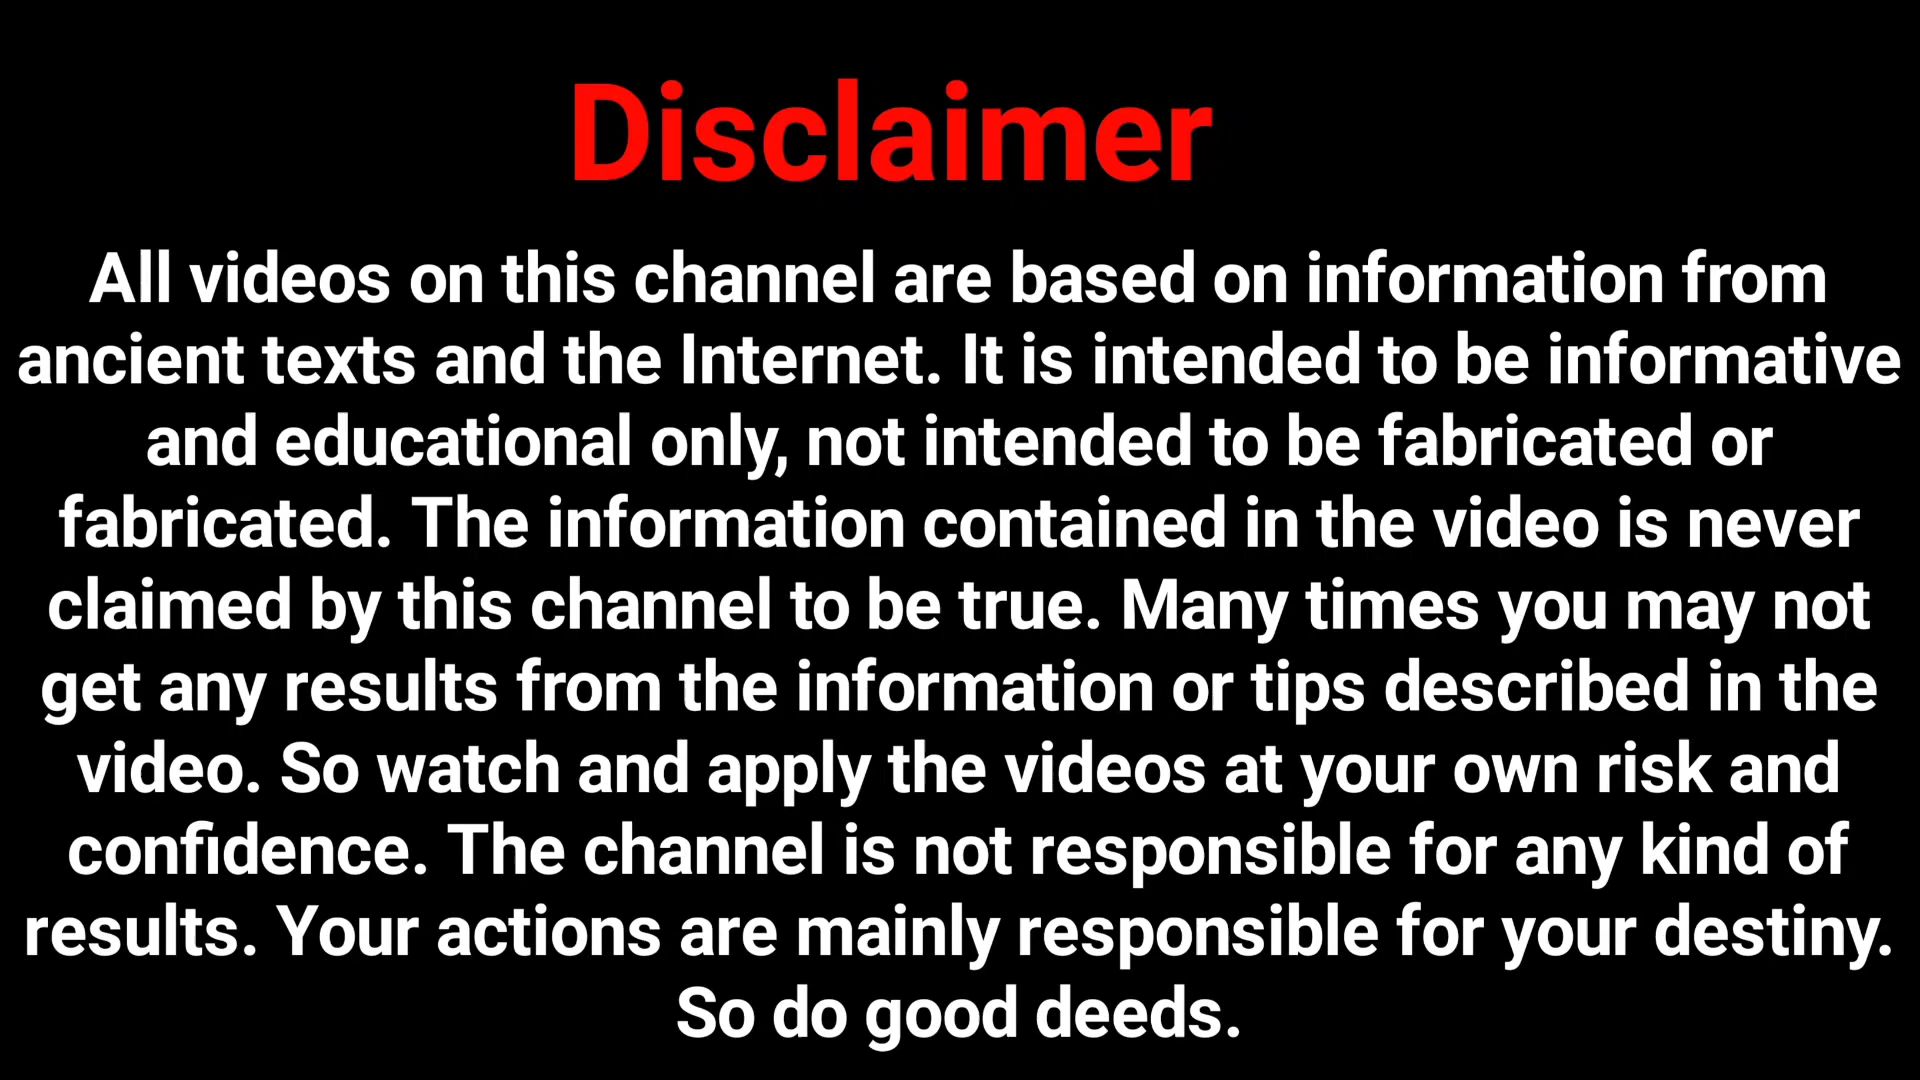 Disclaimer
All videos on this channel are based on information from
ancient texts and the Internet. It is intended to be informative
and educational only, not intended to be fabricated or
fabricated. The information contained in the video is never
claimed by this channel to be true. Many times you may not
get any results from the information or tips described in the
video. So watch and apply the videos at your own risk and
confidence. The channel is not responsible for any kind of
results. Your actions are mainly responsible for your destiny.
So do good deeds.